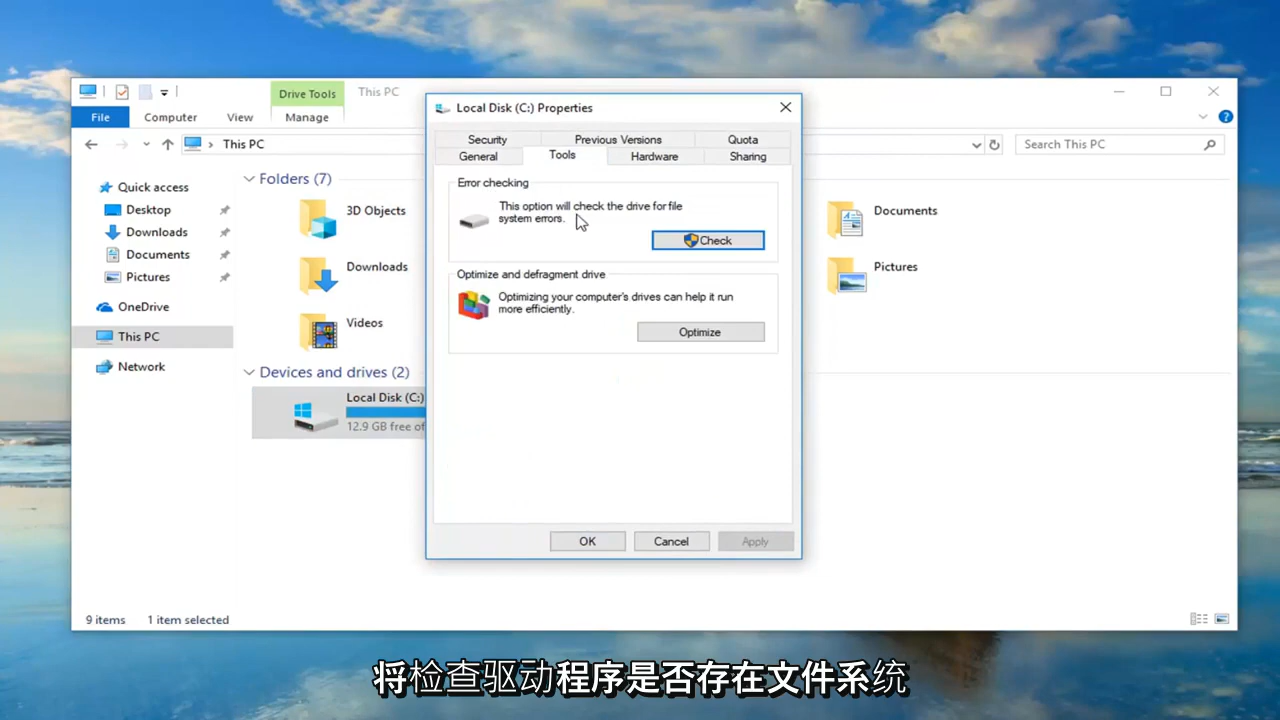 Drive Tools
This PC
File
Computer
View
Manage
This PC
Search This PC
Quick access
Desktop
Downloads
Documents
Pictures
OneDrive
This PC
Network
Folders (7)
3D Objects
Downloads
Videos
Documents
Pictures
Devices and drives (2)
Local Disk (C:)
12.9 GB free of
Local Disk (C:) Properties
Security
Previous Versions
Quota
General
Tools
Hardware
Sharing
Error checking
This option will check the drive for file
system errors.
Check
Optimize and defragment drive
Optimizing your computer's drives can help it run
more efficiently.
Optimize
OK
Cancel
Apply
9 items
1 item selected
将检查驱动程序是否存在文件系统